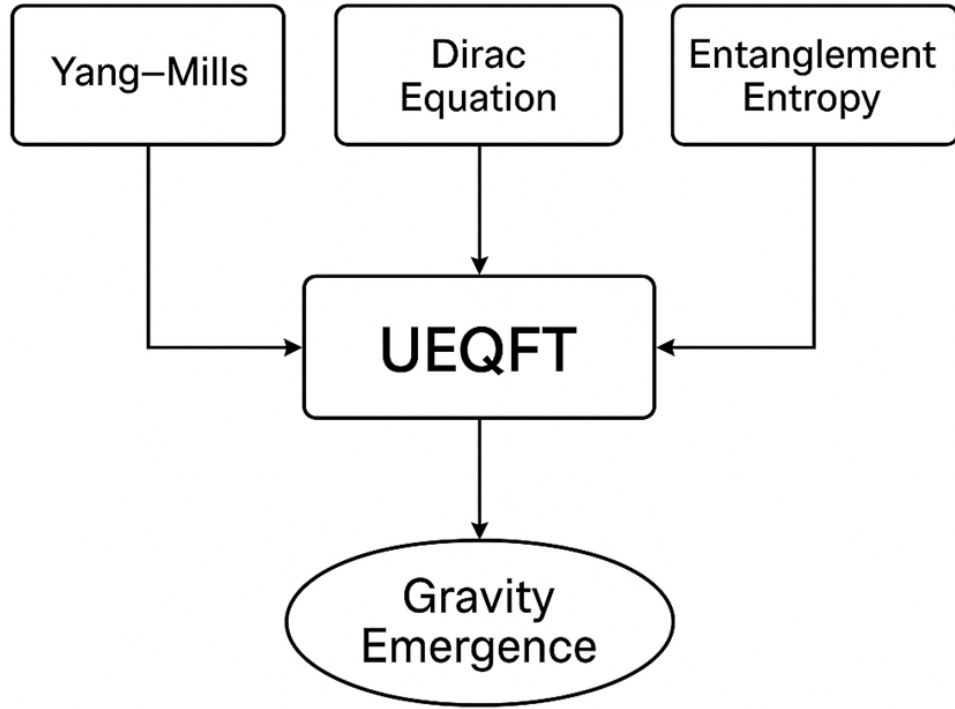 Yang–Mills
Dirac
Equation
Entanglement
Entropy
UEQFT
Gravity
Emergence